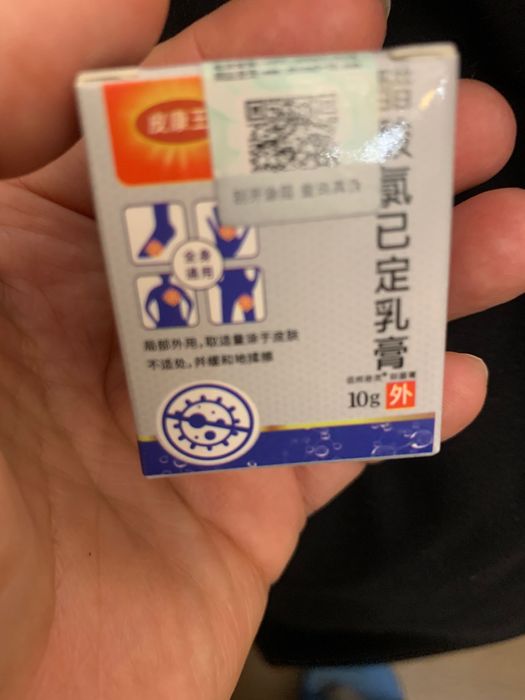 皮康王
醋酸氯己定乳膏
全身
通用
局部外用,取适量涂于皮肤
不适处,并缓和地揉擦
10g
外